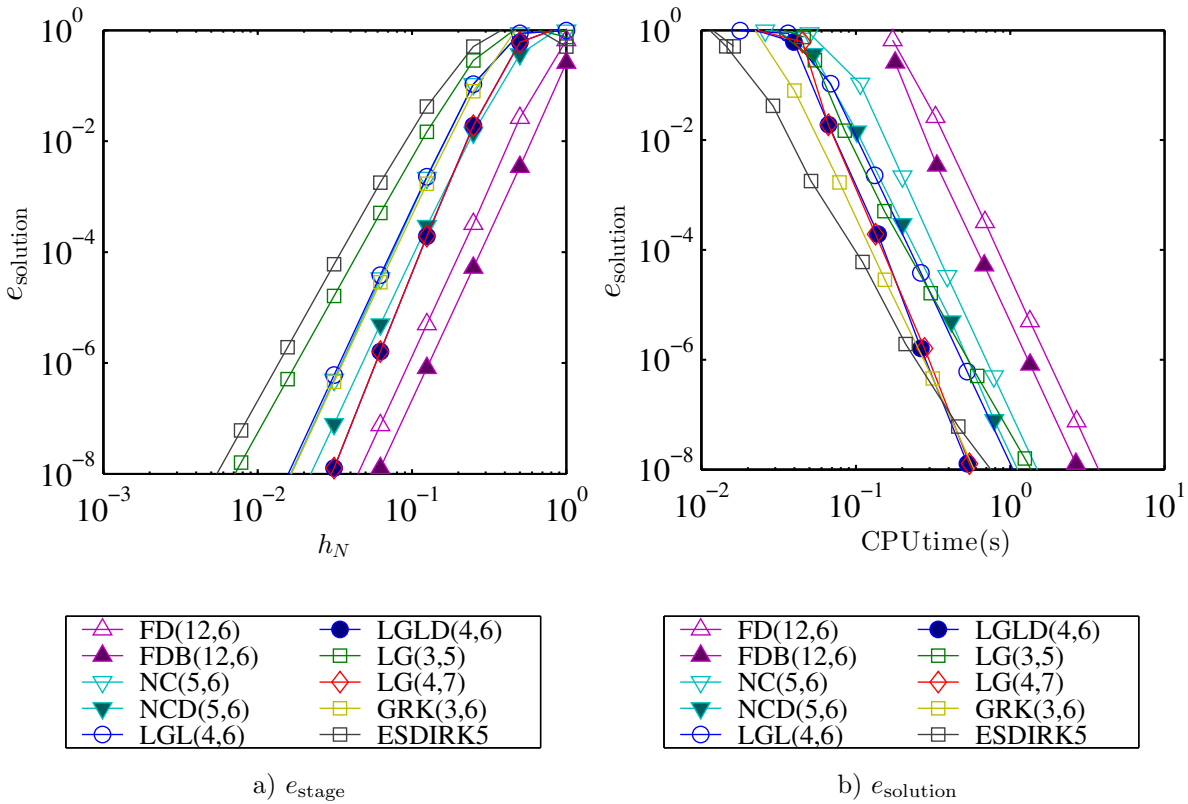 10^0
10^{-2}
10^{-4}
10^{-6}
10^{-8}
e_solution
10^{-3}
10^{-2}
10^{-1}
10^0
h_N
10^0
10^{-2}
10^{-4}
10^{-6}
10^{-8}
e_solution
10^{-2}
10^{-1}
10^0
10^1
CPUtime(s)
FD(12,6)
FDB(12,6)
NC(5,6)
NCD(5,6)
LGL(4,6)
LGLD(4,6)
LG(3,5)
LG(4,7)
GRK(3,6)
ESDIRK5
FD(12,6)
FDB(12,6)
NC(5,6)
NCD(5,6)
LGL(4,6)
LGLD(4,6)
LG(3,5)
LG(4,7)
GRK(3,6)
ESDIRK5
a) e_stage
b) e_solution